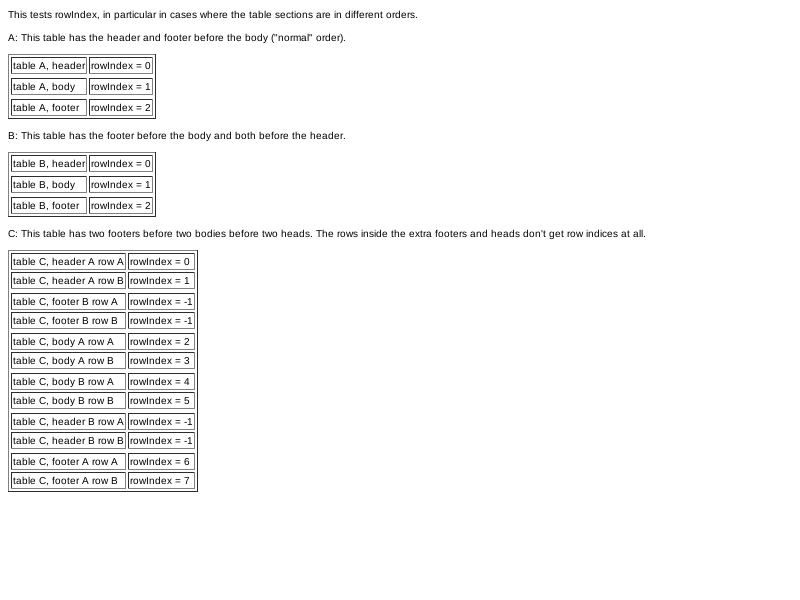 This tests rowIndex, in particular in cases where the table sections are in different orders.
A: This table has the header and footer before the body ("normal" order).
table A, header rowIndex = 0
table A, body rowIndex = 1
table A, footer rowIndex = 2
B: This table has the footer before the body and both before the header.
table B, header rowIndex = 0
table B, body rowIndex = 1
table B, footer rowIndex = 2
C: This table has two footers before two bodies before two heads. The rows inside the extra footers and heads don't get row indices at all.
table C, header A row A rowIndex = 0
table C, header A row B rowIndex = 1
table C, footer B row A rowIndex = -1
table C, footer B row B rowIndex = -1
table C, body A row A rowIndex = 2
table C, body A row B rowIndex = 3
table C, body B row A rowIndex = 4
table C, body B row B rowIndex = 5
table C, header B row A rowIndex = -1
table C, header B row B rowIndex = -1
table C, footer A row A rowIndex = 6
table C, footer A row B rowIndex = 7